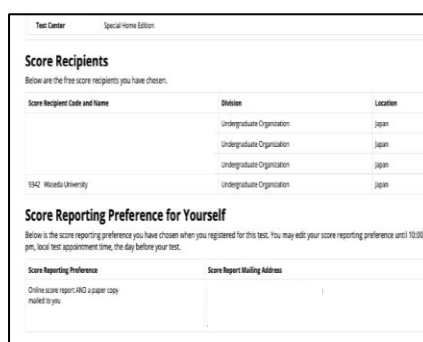 Test Center Special Home Edition
Score Recipients
Below are the free score recipients you have chosen.
Score Recipient Code and Name Division Location
Undergraduate Organization Japan
Undergraduate Organization Japan
Undergraduate Organization Japan
9342 Waseda University Undergraduate Organization Japan
Score Reporting Preference for Yourself
Below is the score reporting preference you have chosen when you registered for this test. You may edit your score reporting preference until 10:00
pm, local test appointment time, the day before your test.
Score Reporting Preference Score Report Mailing Address
Online score report AND a paper copy
mailed to you